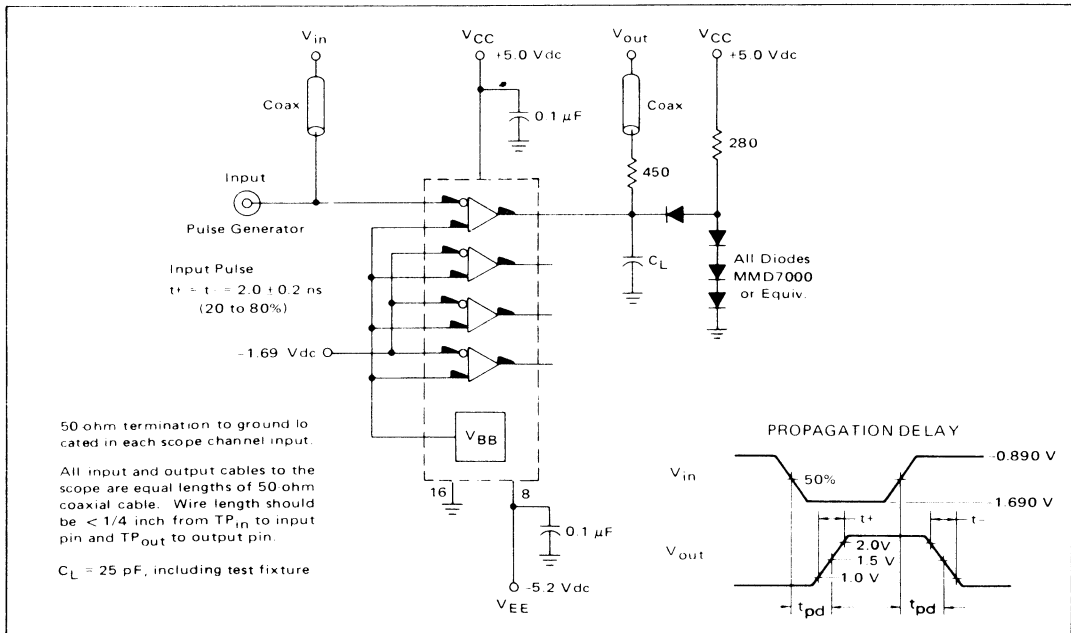 Vin
VCC
+5.0 Vdc
Vout
VCC
+5.0 Vdc
Coax
0.1 µF
Coax
280
450
Input
Pulse Generator
CL
All Diodes
MMD7000
or Equiv.
Input Pulse
t+ = t- = 2.0 ± 0.2 ns
(20 to 80%)
-1.69 Vdc
VBB
50-ohm termination to ground lo
cated in each scope channel input.
All input and output cables to the
scope are equal lengths of 50-ohm
coaxial cable. Wire length should
be < 1/4 inch from TPin to input
pin and TPout to output pin.
CL = 25 pF, including test fixture
16
8
0.1 µF
-5.2 Vdc
VEE
PROPAGATION DELAY
Vin
50%
-0.890 V
-1.690 V
t+
t-
Vout
2.0V
1.5 V
1.0 V
tpd
tpd